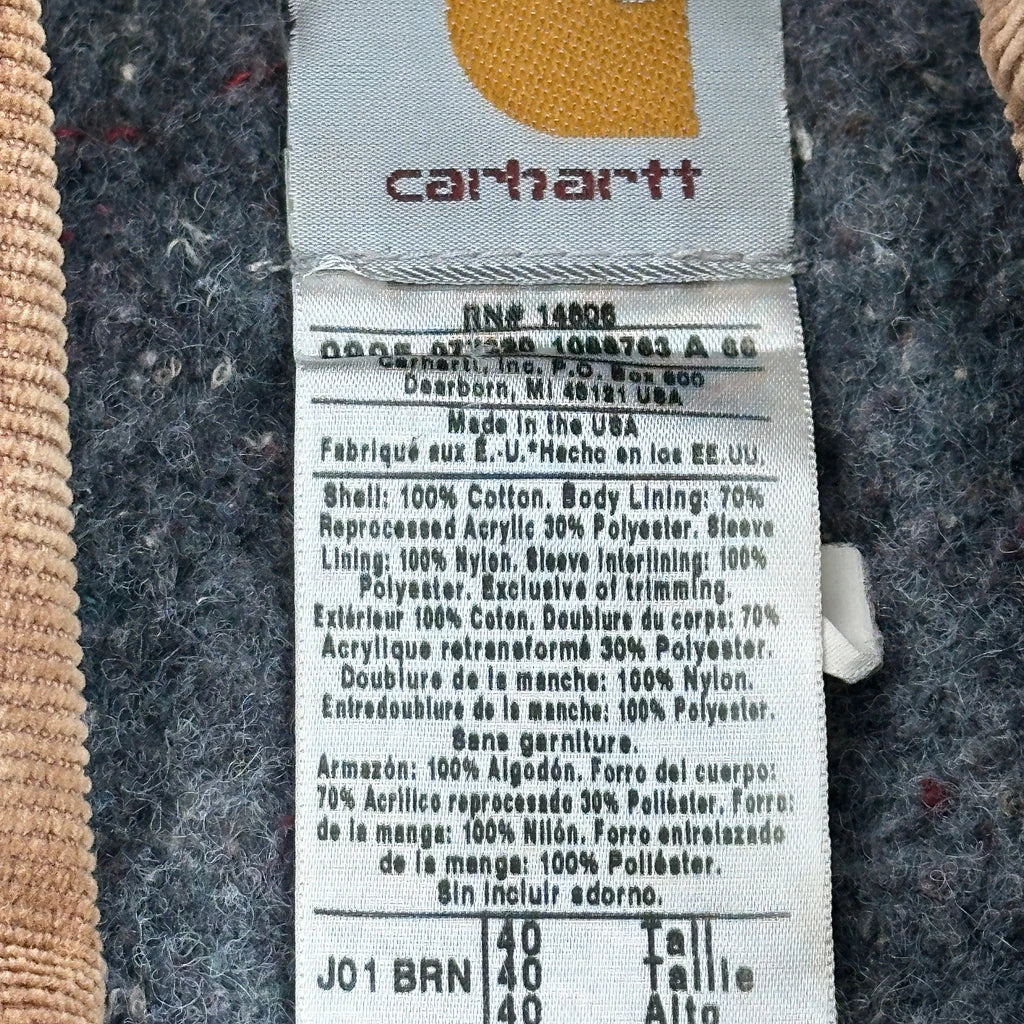 carhartt
RN# 14806
Carhartt, Inc. P.O. Box 600
Dearborn, MI 48121 USA
Made in the USA
Fabriqué aux É.-U.*Hecho en los EE.UU.
Shell: 100% Cotton. Body Lining: 70%
Reprocessed Acrylic 30% Polyester. Sleeve
Lining: 100% Nylon. Sleeve Interlining: 100%
Polyester. Exclusive of trimming.
Extérieur 100% Coton. Doublure du corps: 70%
Acrylique retransformé 30% Polyester.
Doublure de la manche: 100% Nylon.
Entredoublure de la manche: 100% Polyester.
Sans garniture.
Armazón: 100% Algodón. Forro del cuerpo:
70% Acrílico reprocesado 30% Poliéster. Forro:
de la manga: 100% Nilón. Forro entrelazado
de la manga: 100% Poliéster.
Sin incluir adorno.
40 Tall
J01 BRN 40 Taille
40 Alto